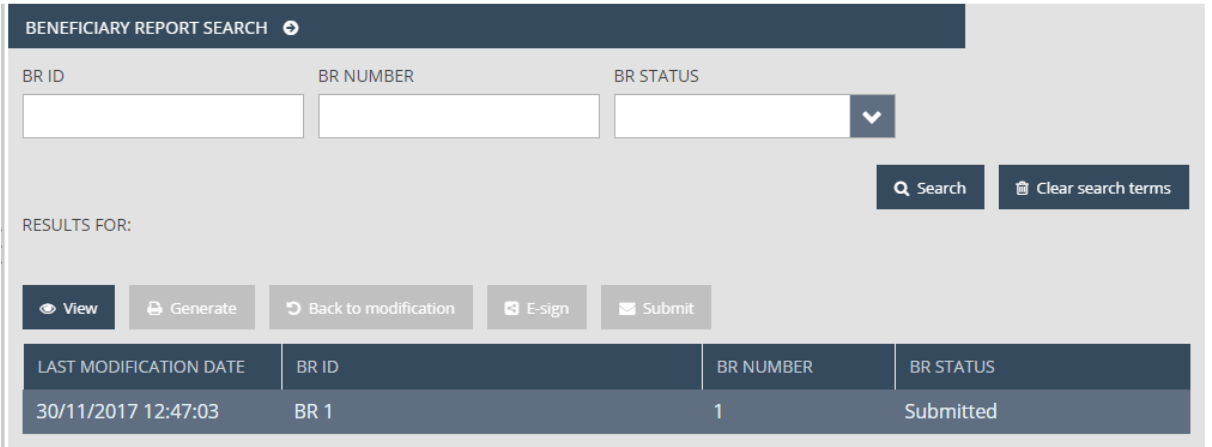 BENEFICIARY REPORT SEARCH
BR ID BR NUMBER BR STATUS
Search Clear search terms
RESULTS FOR:
View Generate Back to modification E-sign Submit
LAST MODIFICATION DATE BR ID BR NUMBER BR STATUS
30/11/2017 12:47:03 BR 1 1 Submitted